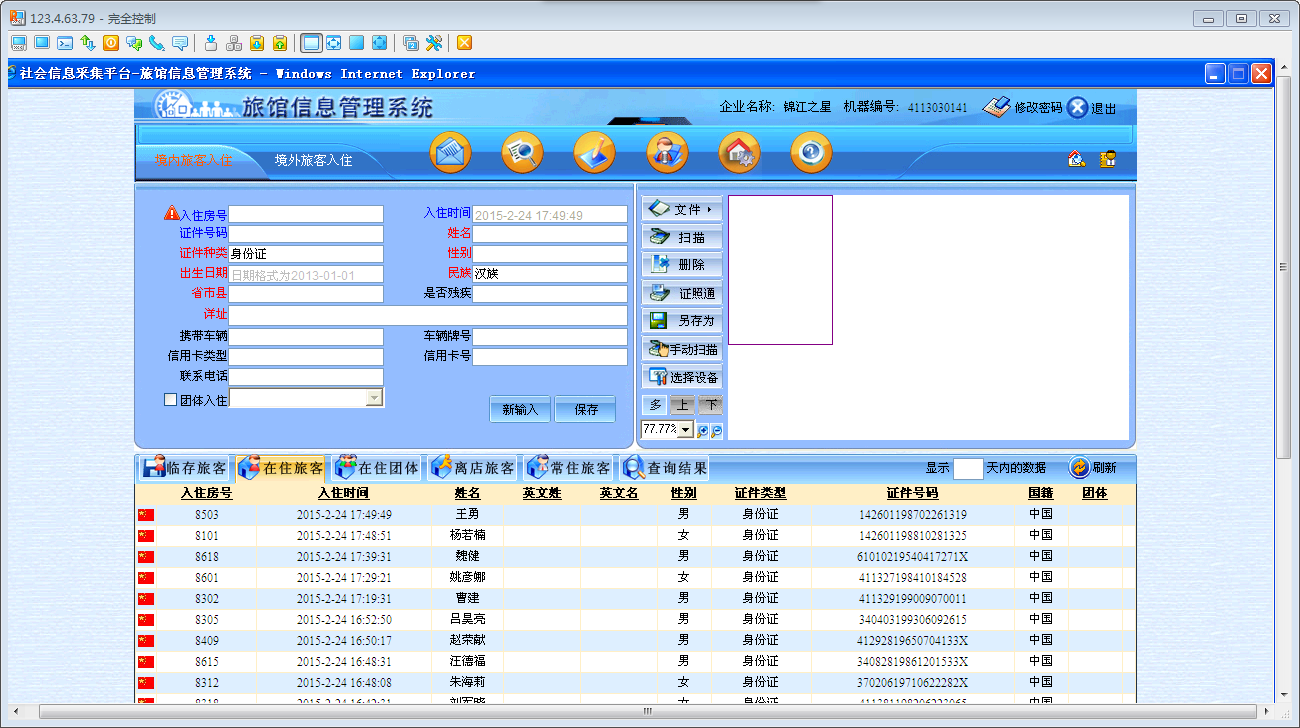 123.4.63.79 - 完全控制
社会信息采集平台-旅馆信息管理系统 - Windows Internet Explorer
旅馆信息管理系统 企业名称: 锦江之星 机器编号: 4113030141 修改密码 退出
境内旅客入住 境外旅客入住
入住房号 入住时间 2015-2-24 17:49:49
证件号码 姓名
证件种类 身份证 性别
出生日期 日期格式为2013-01-01 民族 汉族
省市县 是否残疾
详址
携带车辆 车辆牌号
信用卡类型 信用卡号
联系电话
团体入住
新输入 保存
文件
扫描
删除
证照通
另存为
手动扫描
选择设备
多 上 下
77.77%
临存旅客 在住旅客 在住团体 离店旅客 常住旅客 查询结果 显示 天内的数据 刷新
入住房号 入住时间 姓名 英文姓 英文名 性别 证件类型 证件号码 国籍 团体
8503 2015-2-24 17:49:49 王勇 男 身份证 142601198702261319 中国
8101 2015-2-24 17:48:51 杨若楠 女 身份证 142601198810281325 中国
8618 2015-2-24 17:39:31 魏健 男 身份证 61010219540417271X 中国
8601 2015-2-24 17:29:21 姚彦娜 女 身份证 411327198410184528 中国
8302 2015-2-24 17:19:31 曹建 男 身份证 411329199009070011 中国
8305 2015-2-24 16:52:50 吕昊亮 男 身份证 340403199306092615 中国
8409 2015-2-24 16:50:17 赵荣献 男 身份证 41292819650704133X 中国
8615 2015-2-24 16:48:31 汪德福 男 身份证 34082819861201533X 中国
8312 2015-2-24 16:48:08 朱海莉 女 身份证 37020619710622282X 中国